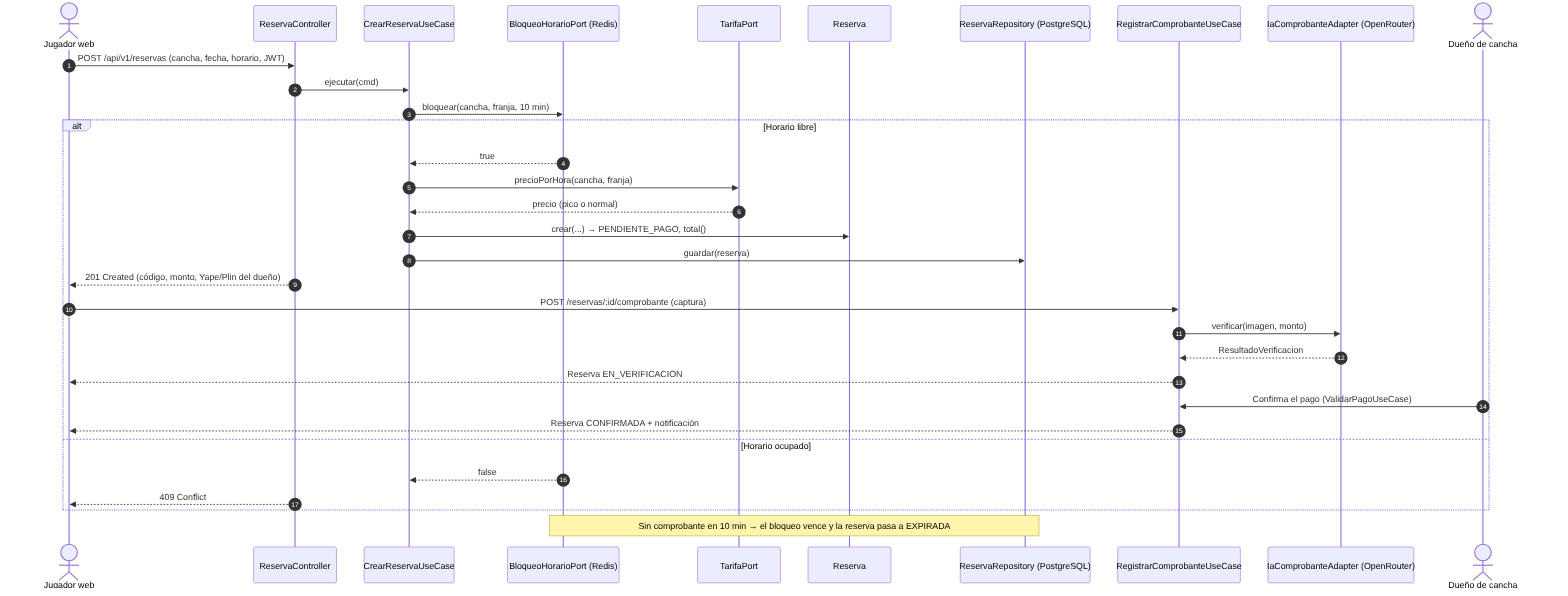 Jugador web
ReservaController
CrearReservaUseCase
BloqueoHorarioPort (Redis)
TarifaPort
Reserva
ReservaRepository (PostgreSQL)
RegistrarComprobanteUseCase
IaComprobanteAdapter (OpenRouter)
Dueño de cancha
1 POST /api/v1/reservas (cancha, fecha, horario, JWT)
2 ejecutar(cmd)
3 bloquear(cancha, franja, 10 min)
alt [Horario libre]
true 4
5 precioPorHora(cancha, franja)
precio (pico o normal) 6
7 crear(...) → PENDIENTE_PAGO, total()
8 guardar(reserva)
201 Created (código, monto, Yape/Plin del dueño) 9
10 POST /reservas/:id/comprobante (captura)
11 verificar(imagen, monto)
ResultadoVerificacion 12
Reserva EN_VERIFICACION 13
Confirma el pago (ValidarPagoUseCase) 14
Reserva CONFIRMADA + notificación 15
[Horario ocupado]
false 16
409 Conflict 17
Sin comprobante en 10 min → el bloqueo vence y la reserva pasa a EXPIRADA
Jugador web
ReservaController
CrearReservaUseCase
BloqueoHorarioPort (Redis)
TarifaPort
Reserva
ReservaRepository (PostgreSQL)
RegistrarComprobanteUseCase
IaComprobanteAdapter (OpenRouter)
Dueño de cancha